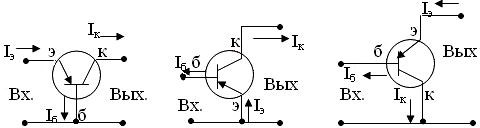 Iэ э к Iк
Вх. Iб б Вых.
к Iк
Iб б Вых
Вх. э Iэ
Iэ
э
б Вых
Iб
Вх. Iк к